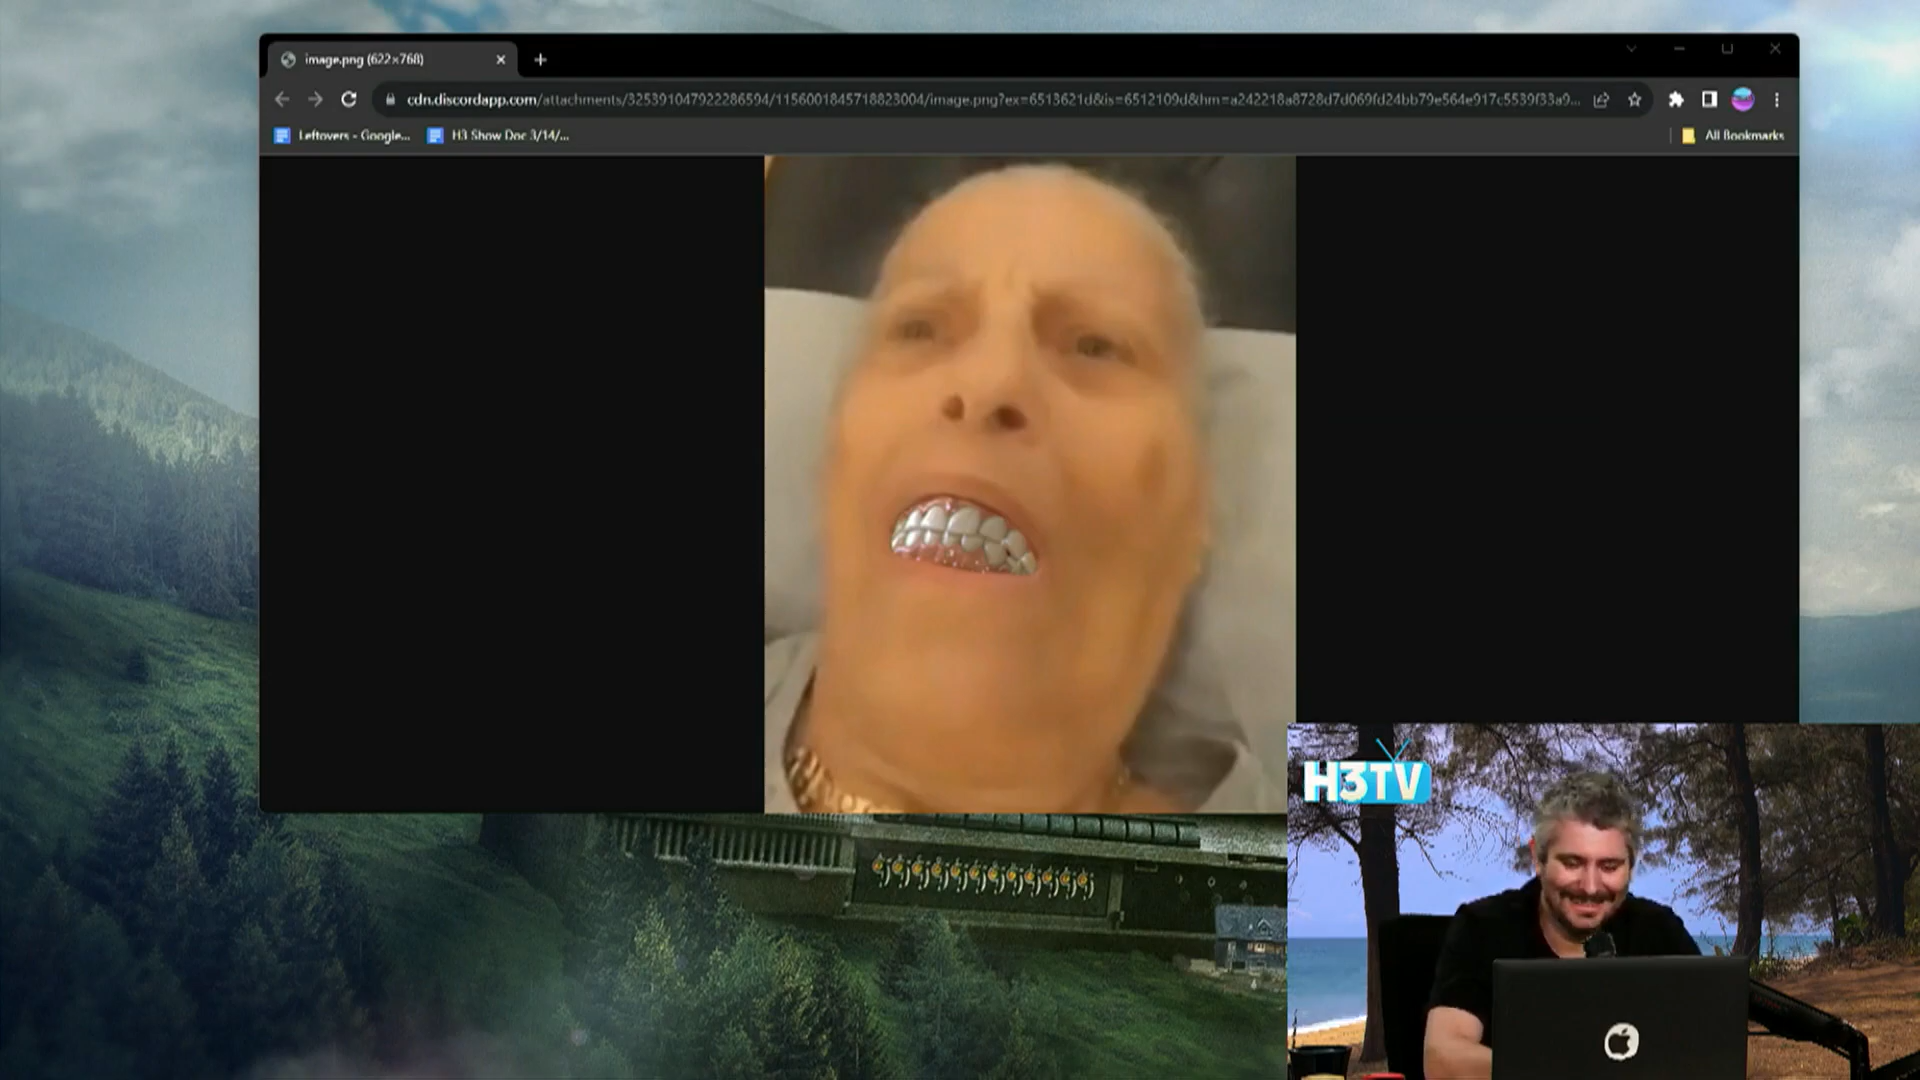 image.png (622×768)
cdn.discordapp.com/attachments/325391047922286594/1156001845718823004/image.png?ex=6513621d&is=6512109d&hm=a242218a8728d7d069fd24bb79e564e917c5539f33a9...
Leftovers - Google...
H3 Show Doc 3/14/...
All Bookmarks
H3TV